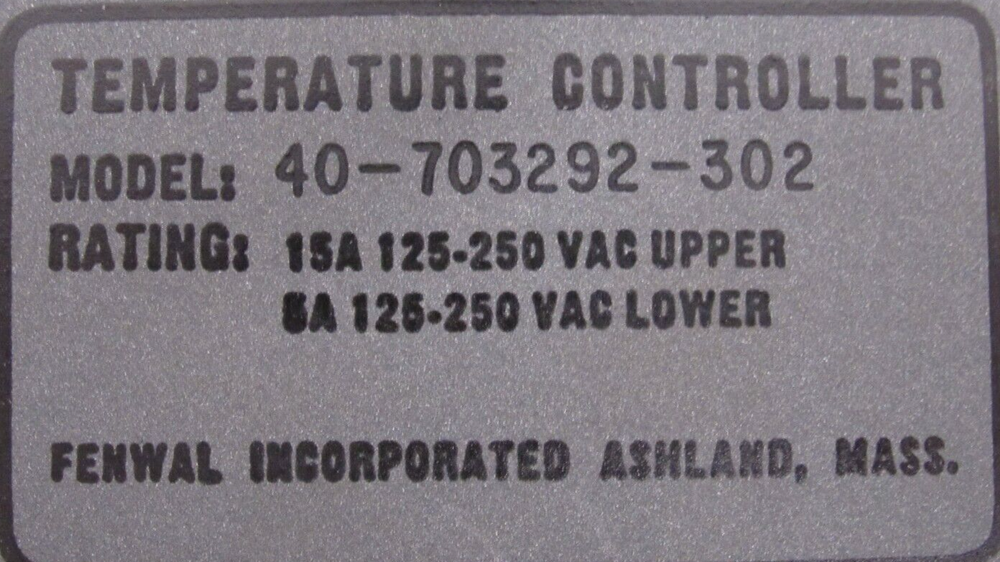 TEMPERATURE CONTROLLER
MODEL: 40-703292-302
RATING: 15A 125-250 VAC UPPER
5A 125-250 VAC LOWER
FENWAL INCORPORATED ASHLAND, MASS.